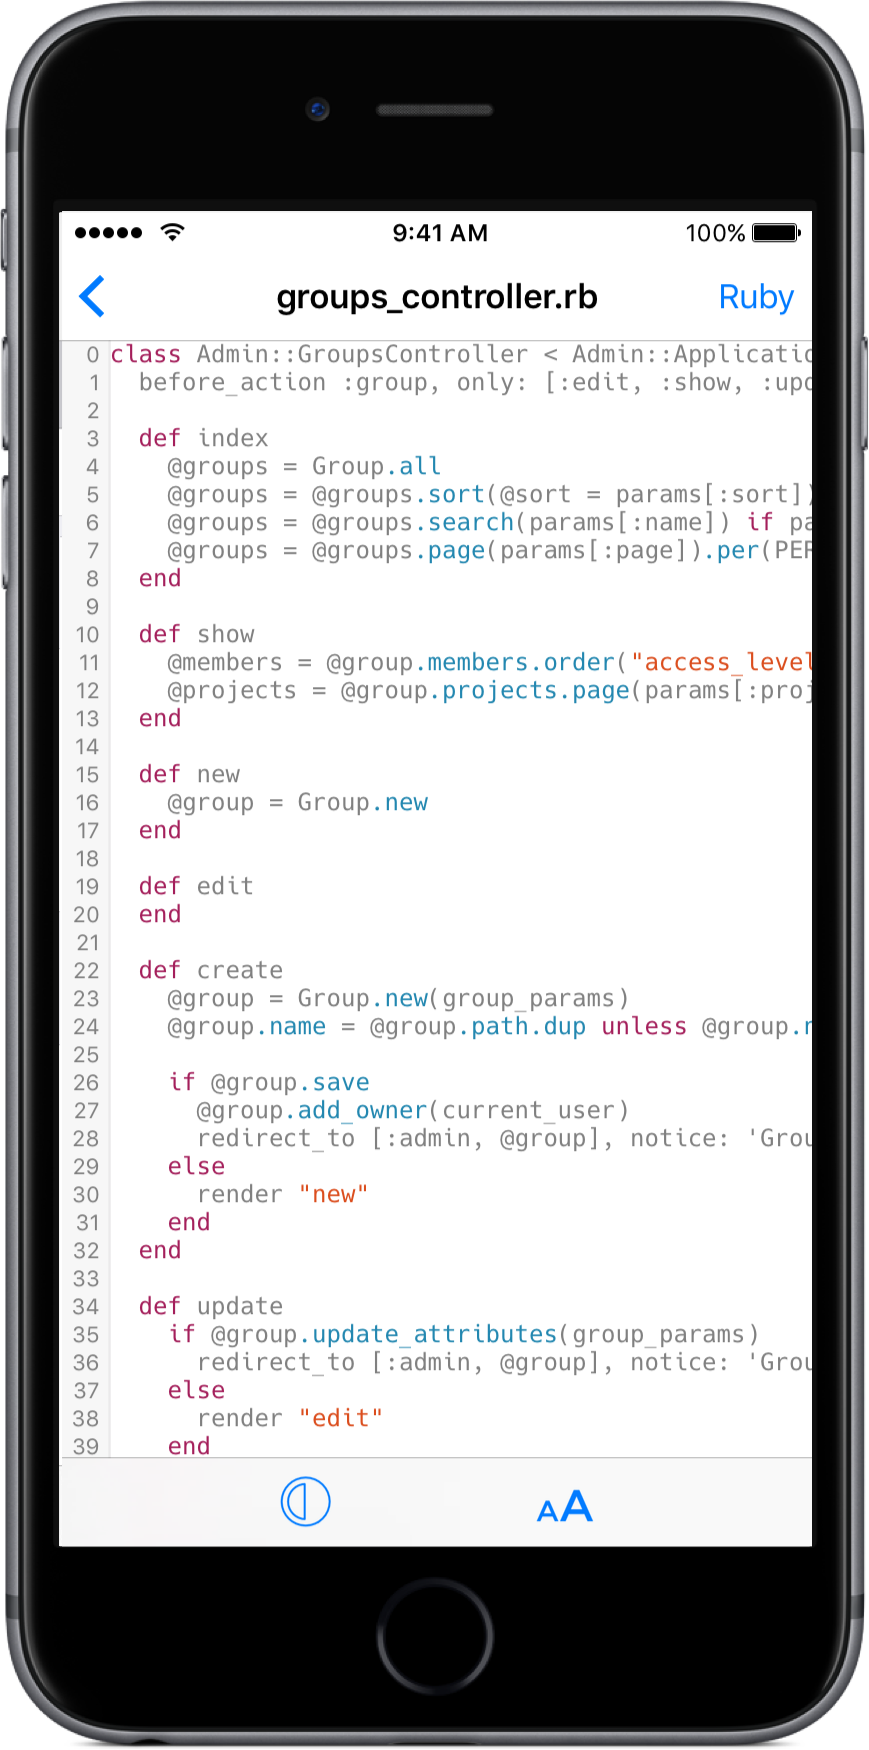 9:41 AM 100%
groups_controller.rb Ruby
0 class Admin::GroupsController < Admin::Applicatio
1   before_action :group, only: [:edit, :show, :upd
2
3   def index
4     @groups = Group.all
5     @groups = @groups.sort(@sort = params[:sort])
6     @groups = @groups.search(params[:name]) if pa
7     @groups = @groups.page(params[:page]).per(PER
8   end
9
10   def show
11     @members = @group.members.order("access_level
12     @projects = @group.projects.page(params[:proj
13   end
14
15   def new
16     @group = Group.new
17   end
18
19   def edit
20   end
21
22   def create
23     @group = Group.new(group_params)
24     @group.name = @group.path.dup unless @group.n
25
26     if @group.save
27       @group.add_owner(current_user)
28       redirect_to [:admin, @group], notice: 'Grou
29     else
30       render "new"
31     end
32   end
33
34   def update
35     if @group.update_attributes(group_params)
36       redirect_to [:admin, @group], notice: 'Grou
37     else
38       render "edit"
39     end
AA